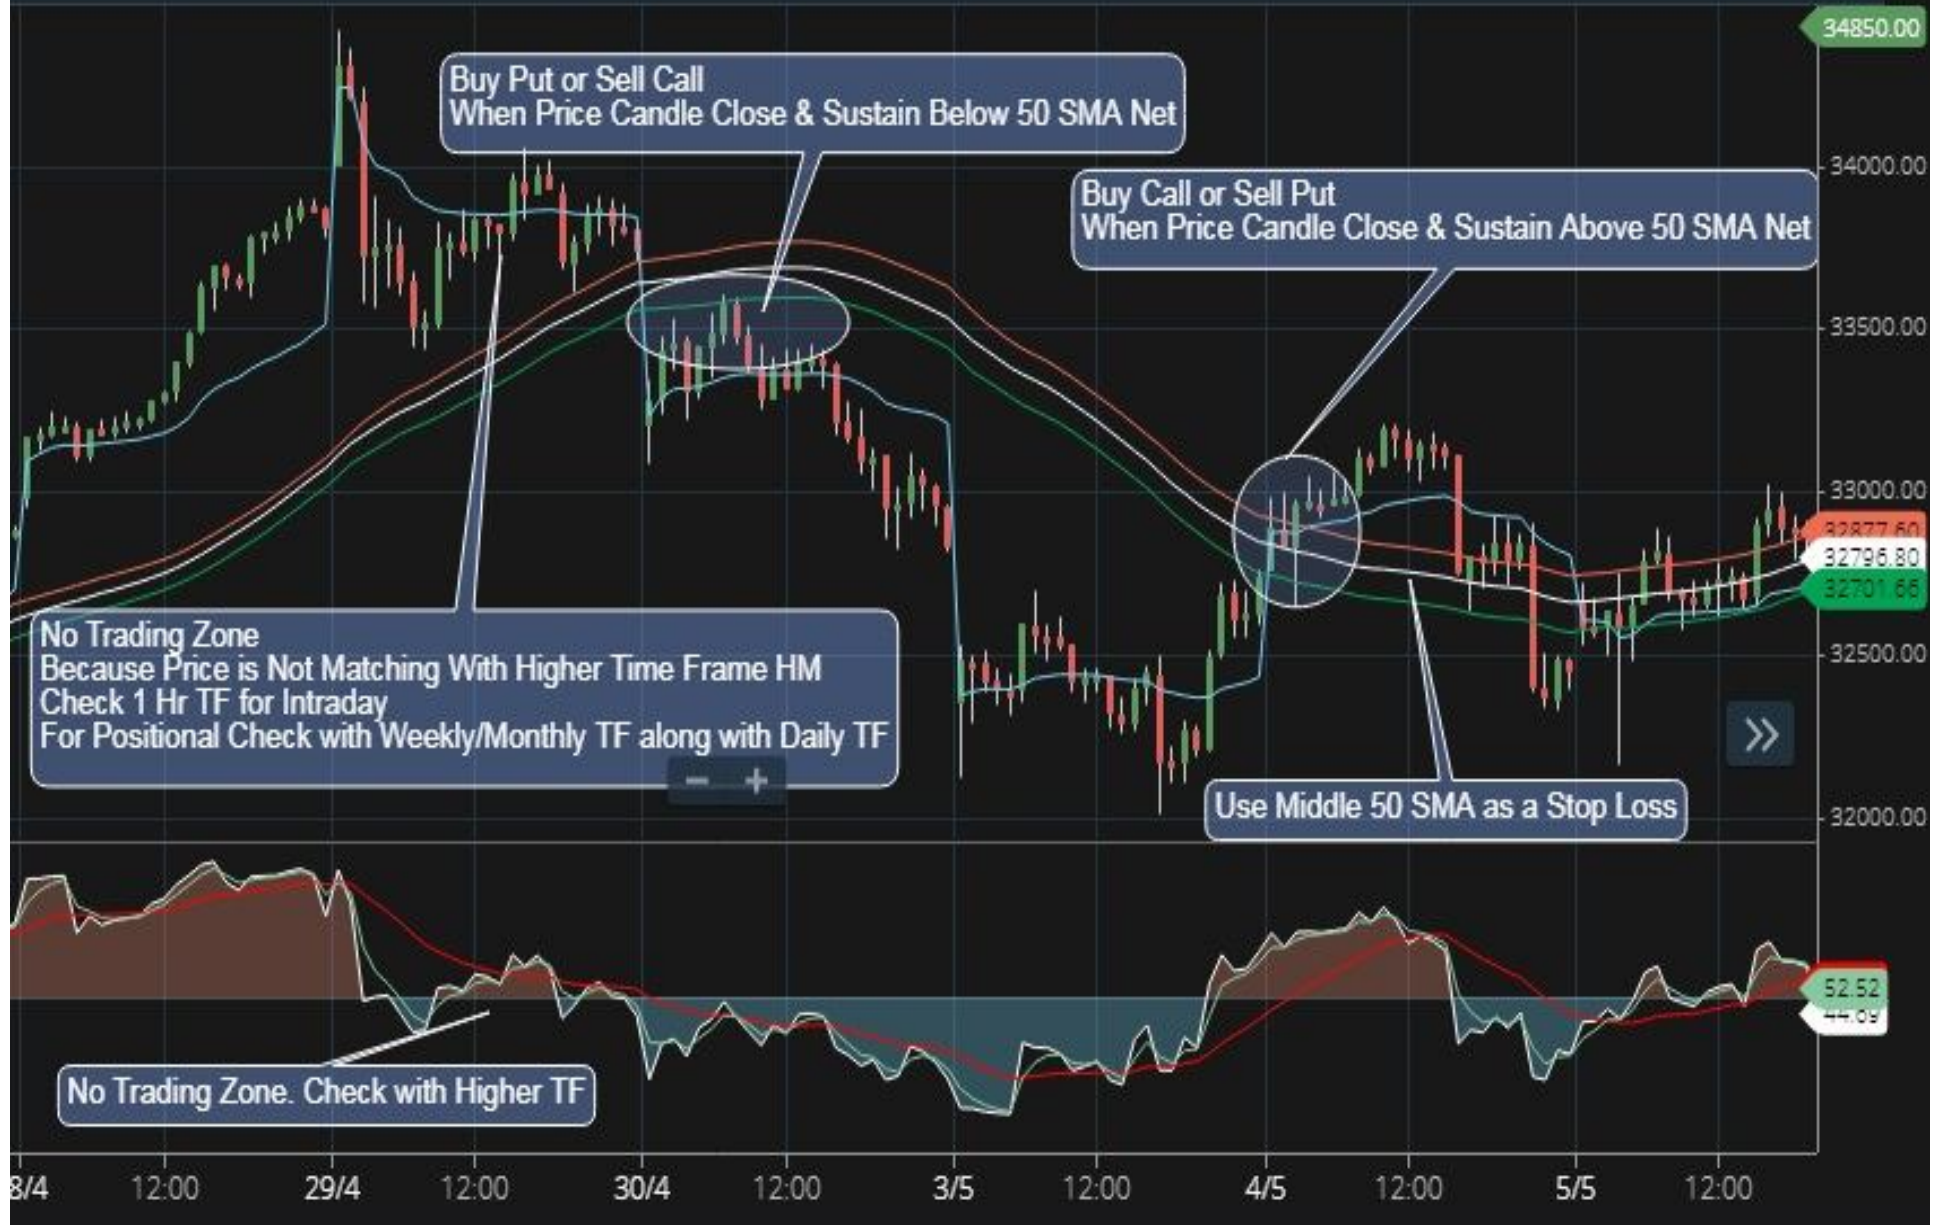 34850.00
Buy Put or Sell Call
When Price Candle Close & Sustain Below 50 SMA Net
34000.00
Buy Call or Sell Put
When Price Candle Close & Sustain Above 50 SMA Net
33500.00
33000.00
32877.60
32796.80
32701.66
No Trading Zone
Because Price is Not Matching With Higher Time Frame HM
Check 1 Hr TF for Intraday
For Positional Check with Weekly/Monthly TF along with Daily TF
32500.00
Use Middle 50 SMA as a Stop Loss
32000.00
52.52
No Trading Zone. Check with Higher TF
8/4 12:00 29/4 12:00 30/4 12:00 3/5 12:00 4/5 12:00 5/5 12:00